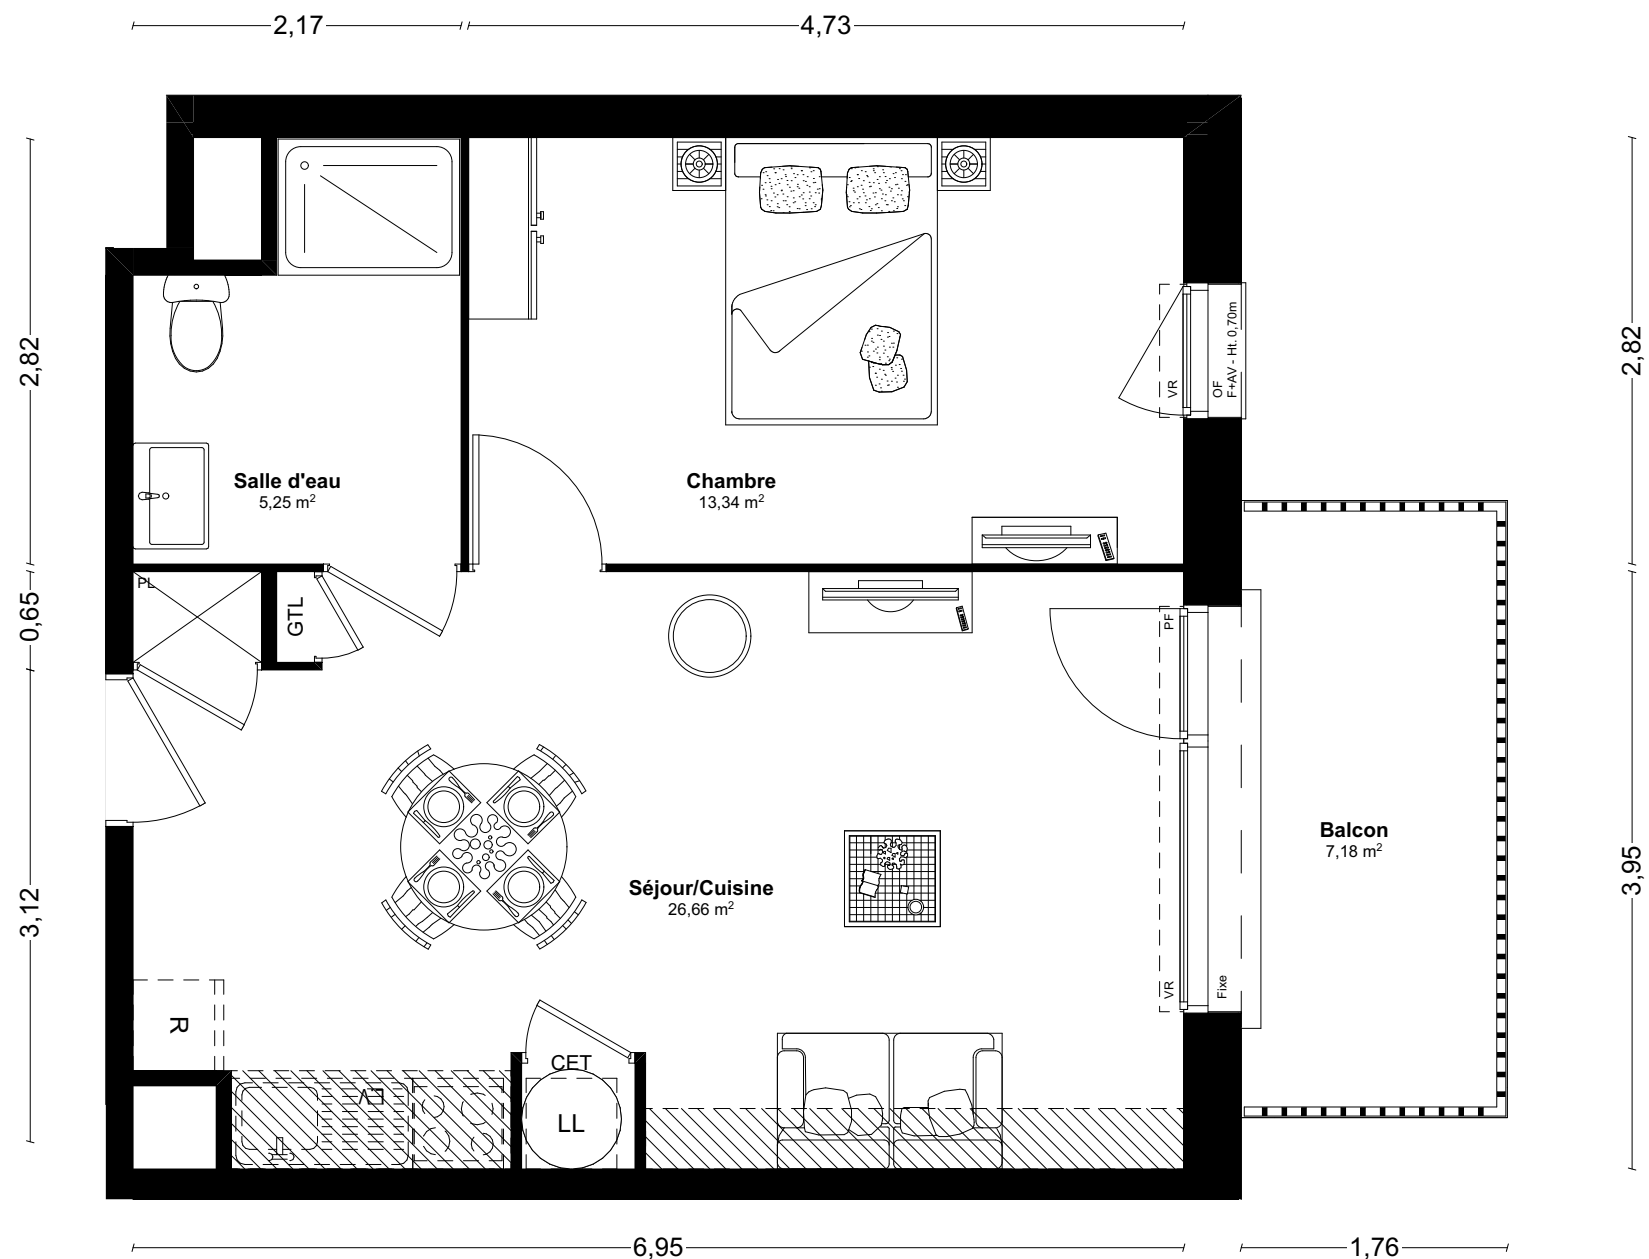 2,17
4,73
2,82
0,65
3,12
2,82
3,95
6,95
1,76
Salle d'eau
5,25 m²
Chambre
13,34 m²
VR
OF
F+AV - Ht. 0,70m
PL
GTL
PF
Séjour/Cuisine
26,66 m²
Balcon
7,18 m²
VR
Fixe
R
EV
CET
LL